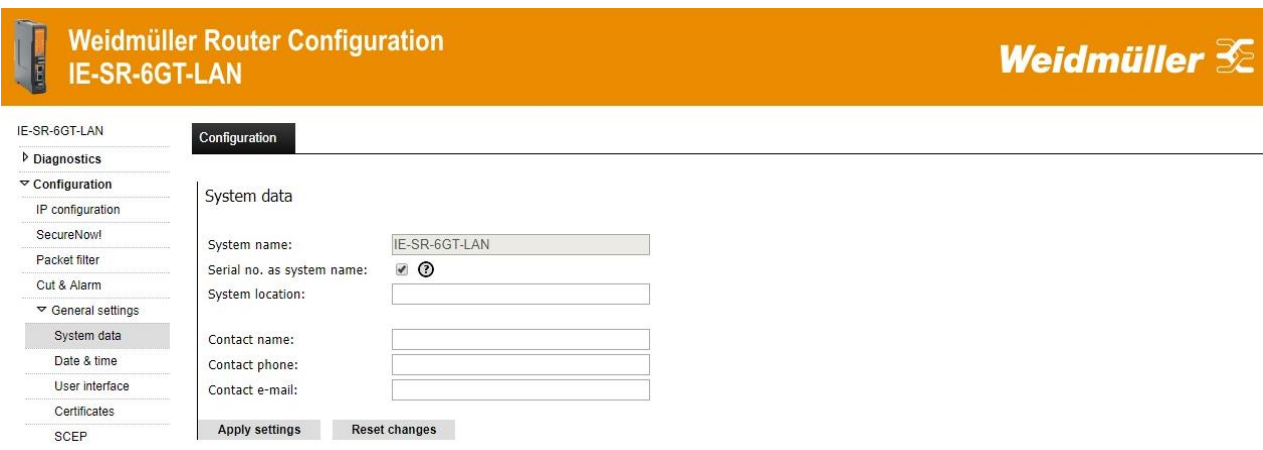 Weidmüller Router Configuration
IE-SR-6GT-LAN
Weidmüller
IE-SR-6GT-LAN
Diagnostics
Configuration
IP configuration
SecureNow!
Packet filter
Cut & Alarm
General settings
System data
Date & time
User interface
Certificates
SCEP
Configuration
System data
System name: IE-SR-6GT-LAN
Serial no. as system name: ?
System location:
Contact name:
Contact phone:
Contact e-mail:
Apply settings Reset changes